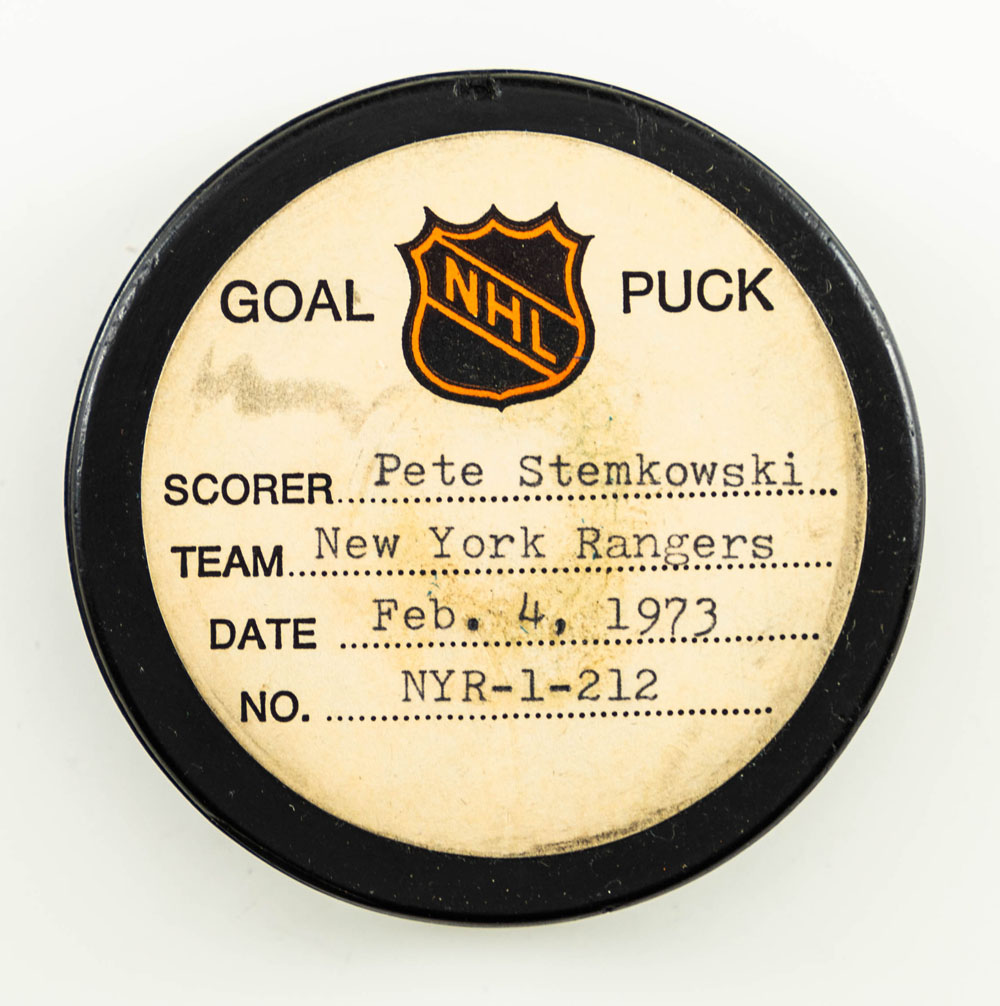 GOAL NHL PUCK
SCORER Pete Stemkowski
TEAM New York Rangers
DATE Feb. 4, 1973
NO. NYR-1-212